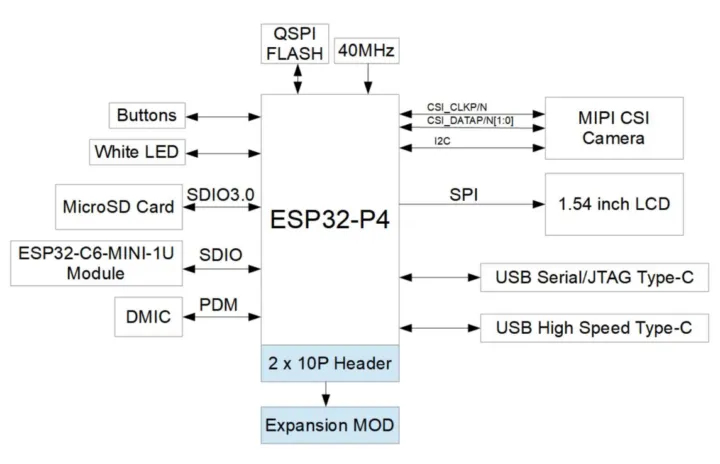 QSPI
FLASH
40MHz
Buttons
White LED
MicroSD Card
SDIO3.0
ESP32-C6-MINI-1U
Module
SDIO
DMIC
PDM
ESP32-P4
CSI_CLKP/N
CSI_DATAP/N[1:0]
I2C
MIPI CSI
Camera
SPI
1.54 inch LCD
USB Serial/JTAG Type-C
USB High Speed Type-C
2 x 10P Header
Expansion MOD